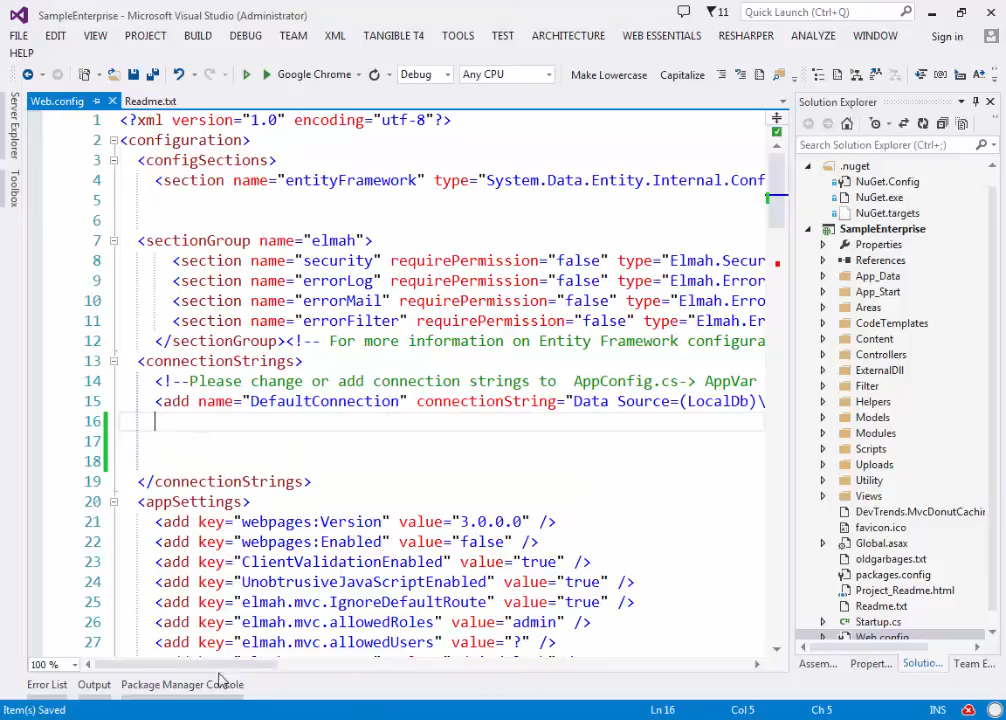 SampleEnterprise - Microsoft Visual Studio (Administrator)
11
Quick Launch (Ctrl+;)
FILE EDIT VIEW PROJECT BUILD DEBUG TEAM XML TANGIBLE T4 TOOLS TEST ARCHITECTURE WEB ESSENTIALS RESHARPER ANALYZE WINDOW Sign in
HELP
Google Chrome Debug Any CPU Make Lowercase Capitalize
Server Explorer
Toolbox
Web.config Readme.txt
1 <?xml version="1.0" encoding="utf-8"?>
2 <configuration>
3 <configSections>
4 <section name="entityFramework" type="System.Data.Entity.Internal.Conf
5
6
7 <sectionGroup name="elmah">
8 <section name="security" requirePermission="false" type="Elmah.Secur
9 <section name="errorLog" requirePermission="false" type="Elmah.Erro
10 <section name="errorMail" requirePermission="false" type="Elmah.Erro
11 <section name="errorFilter" requirePermission="false" type="Elmah.Er
12 </sectionGroup><!-- For more information on Entity Framework configura
13 <connectionStrings>
14 <!--Please change or add connection strings to  AppConfig.cs-> AppVar
15 <add name="DefaultConnection" connectionString="Data Source=(LocalDb)\
16
17
18
19 </connectionStrings>
20 <appSettings>
21 <add key="webpages:Version" value="3.0.0.0" />
22 <add key="webpages:Enabled" value="false" />
23 <add key="ClientValidationEnabled" value="true" />
24 <add key="UnobtrusiveJavaScriptEnabled" value="true" />
25 <add key="elmah.mvc.IgnoreDefaultRoute" value="true" />
26 <add key="elmah.mvc.allowedRoles" value="admin" />
27 <add key="elmah.mvc.allowedUsers" value="?" />
100 %
Solution Explorer
Search Solution Explorer (Ctrl+;)
.nuget
NuGet.Config
NuGet.exe
NuGet.targets
SampleEnterprise
Properties
References
App_Data
App_Start
Areas
CodeTemplates
Content
Controllers
ExternalDll
Filter
Helpers
Models
Modules
Scripts
Uploads
Utility
Views
DevTrends.MvcDonutCachin
favicon.ico
Global.asax
oldgarbages.txt
packages.config
Project_Readme.html
Readme.txt
Startup.cs
Web.config
Assem... Propert... Solutio... Team E...
Error List Output Package Manager Console
Item(s) Saved Ln 16 Col 5 Ch 5 INS